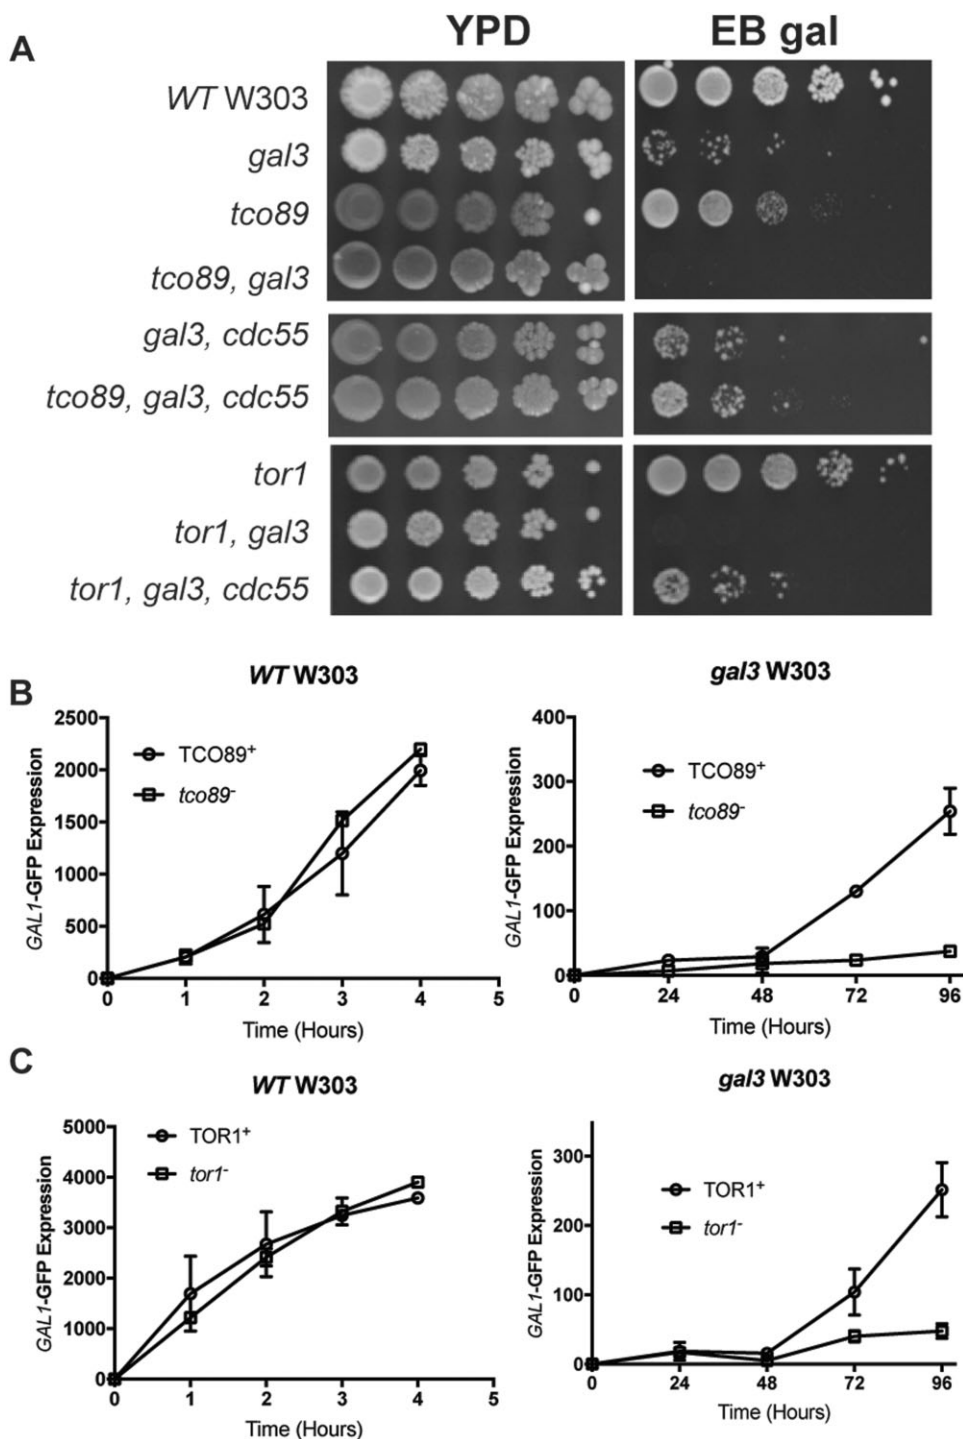 A
YPD EB gal
WT W303
gal3
tco89
tco89, gal3
gal3, cdc55
tco89, gal3, cdc55
tor1
tor1, gal3
tor1, gal3, cdc55
B
WT W303
GAL1-GFP Expression
2500
2000
1500
1000
500
0
TCO89⁺
tco89⁻
0 1 2 3 4 5
Time (Hours)
gal3 W303
GAL1-GFP Expression
400
300
200
100
0
TCO89⁺
tco89⁻
0 24 48 72 96
Time (Hours)
C
WT W303
GAL1-GFP Expression
5000
4000
3000
2000
1000
0
TOR1⁺
tor1⁻
0 1 2 3 4 5
Time (Hours)
gal3 W303
GAL1-GFP Expression
300
200
100
0
TOR1⁺
tor1⁻
0 24 48 72 96
Time (Hours)